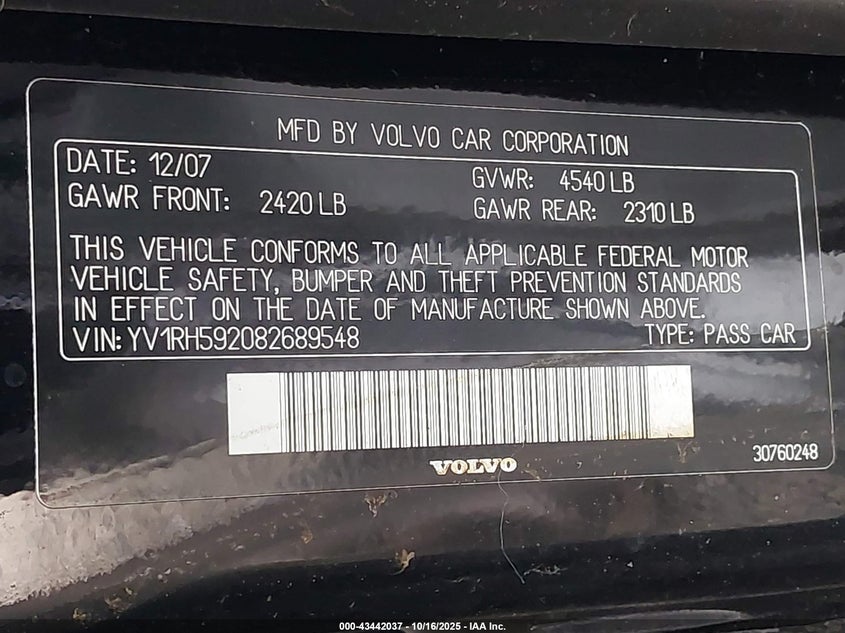 MFD BY VOLVO CAR CORPORATION
DATE: 12/07 GVWR: 4540 LB
GAWR FRONT: 2420 LB GAWR REAR: 2310 LB
THIS VEHICLE CONFORMS TO ALL APPLICABLE FEDERAL MOTOR
VEHICLE SAFETY, BUMPER AND THEFT PREVENTION STANDARDS
IN EFFECT ON THE DATE OF MANUFACTURE SHOWN ABOVE.
VIN: YV1RH592082689548 TYPE: PASS CAR
VOLVO
30760248
000-43442037 - 10/16/2025 - IAA Inc.